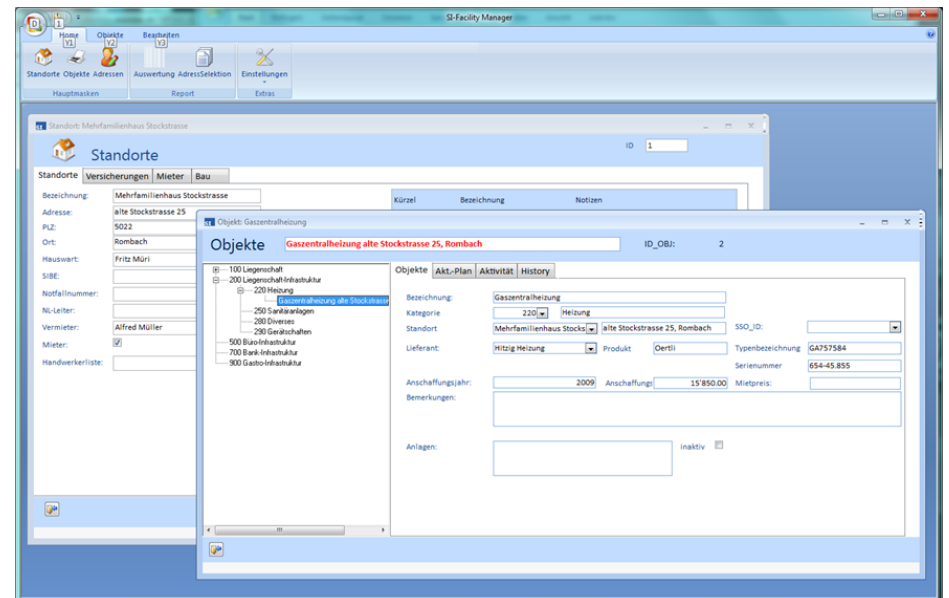 SI-Facility Manager
D
1
Home Objekte Bearbeiten
Y1 Y2 Y3
Standorte Objekte Adressen Auswertung AdressSelektion Einstellungen
Hauptmasken Report Extras
Standort: Mehrfamilienhaus Stockstrasse
Standorte ID 1
Standorte Versicherungen Mieter Bau
Bezeichnung: Mehrfamilienhaus Stockstrasse
Kürzel Bezeichnung Notizen
Adresse: alte Stockstrasse 25
PLZ: 5022
Ort: Rombach
Hauswart: Fritz Müri
SIBE:
Notfallnummer:
NL-Leiter:
Vermieter: Alfred Müller
Mieter:
Handwerkerliste:
Objekt: Gaszentralheizung
Objekte Gaszentralheizung alte Stockstrasse 25, Rombach ID_OBJ: 2
100 Liegenschaft
200 Liegenschaft-Infrastruktur
220 Heizung
Gaszentralheizung alte Stockstrasse
250 Sanitäranlagen
280 Diverses
290 Gerätschaften
500 Büro-Infrastruktur
700 Bank-Infrastruktur
900 Gastro-Infrastruktur
Objekte Akt.-Plan Aktivität History
Bezeichnung: Gaszentralheizung
Kategorie 220 Heizung
Standort Mehrfamilienhaus Stocks alte Stockstrasse 25, Rombach SSO_ID:
Lieferant: Hitzig Heizung Produkt Oertli Typenbezeichnung GA757584
Serienummer 654-45.855
Anschaffungsjahr: 2009 Anschaffungs 15'850.00 Mietpreis:
Bemerkungen:
Anlagen: inaktiv